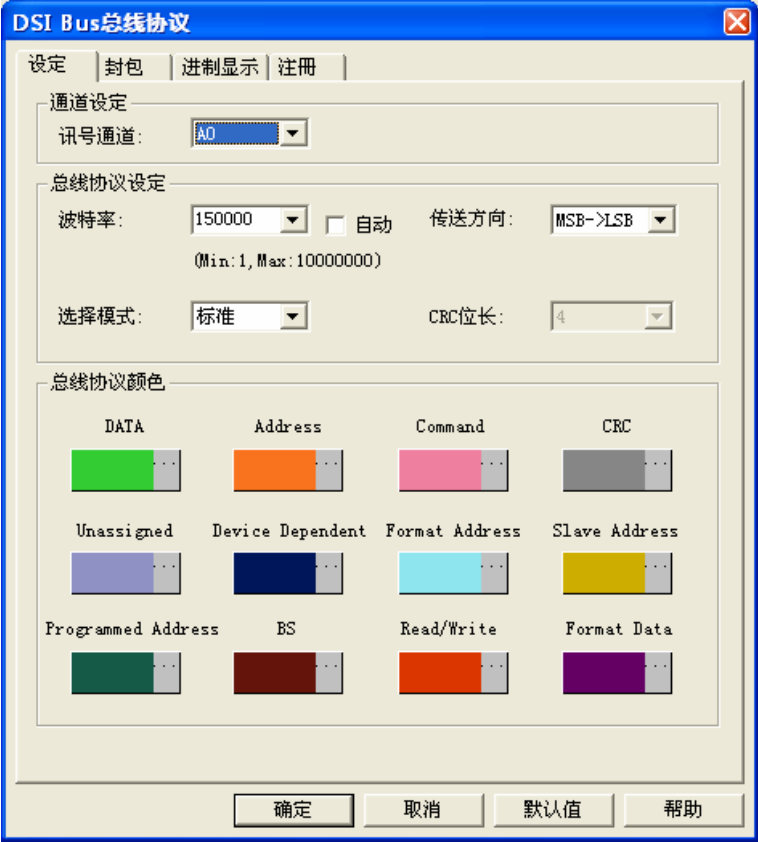 DSI Bus总线协议
设定 封包 进制显示 注冊
通道设定
讯号通道: A0
总线协议设定
波特率: 150000 自动 传送方向: MSB->LSB
(Min:1,Max:10000000)
选择模式: 标准 CRC位长: 4
总线协议颜色
DATA Address Command CRC
... ... ... ...
Unassigned Device Dependent Format Address Slave Address
... ... ... ...
Programmed Address BS Read/Write Format Data
... ... ... ...
确定 取消 默认值 帮助